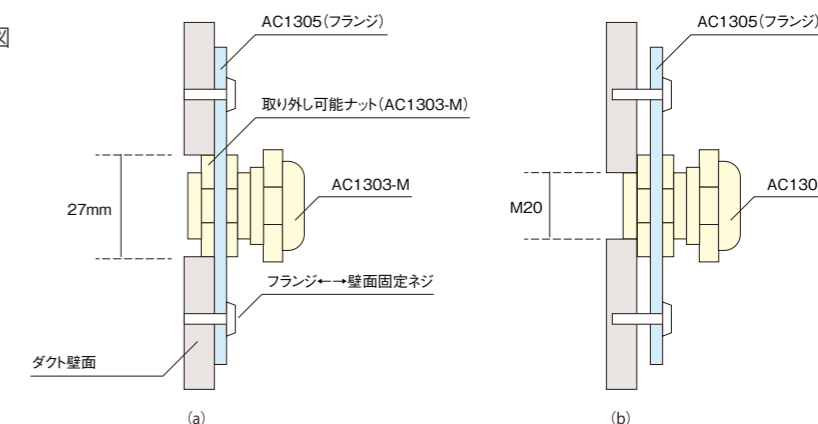 図
AC1305（フランジ）
取り外し可能ナット（AC1303-M）
27mm
AC1303-M
フランジ←→壁面固定ネジ
ダクト壁面
(a)
AC1305（フランジ）
M20
AC130
(b)